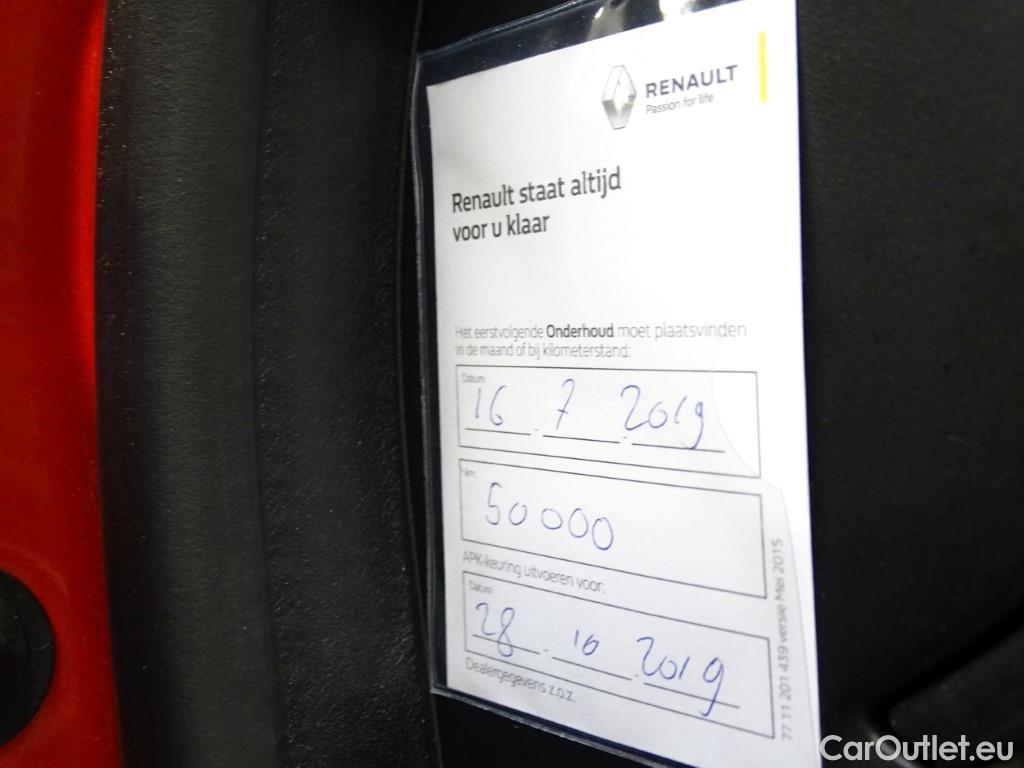 RENAULT
Passion for life
Renault staat altijd
voor u klaar
Het eerstvolgende Onderhoud moet plaatsvinden
in de maand of bij kilometerstand:
Datum
16 . 7 . 2019
km:
50 000
APK-keuring uitvoeren voor:
Datum
28 . 10 . 2019
Dealergegevens z.o.z.
77 11 201 439 versie Mei 2015
CarOutlet.eu